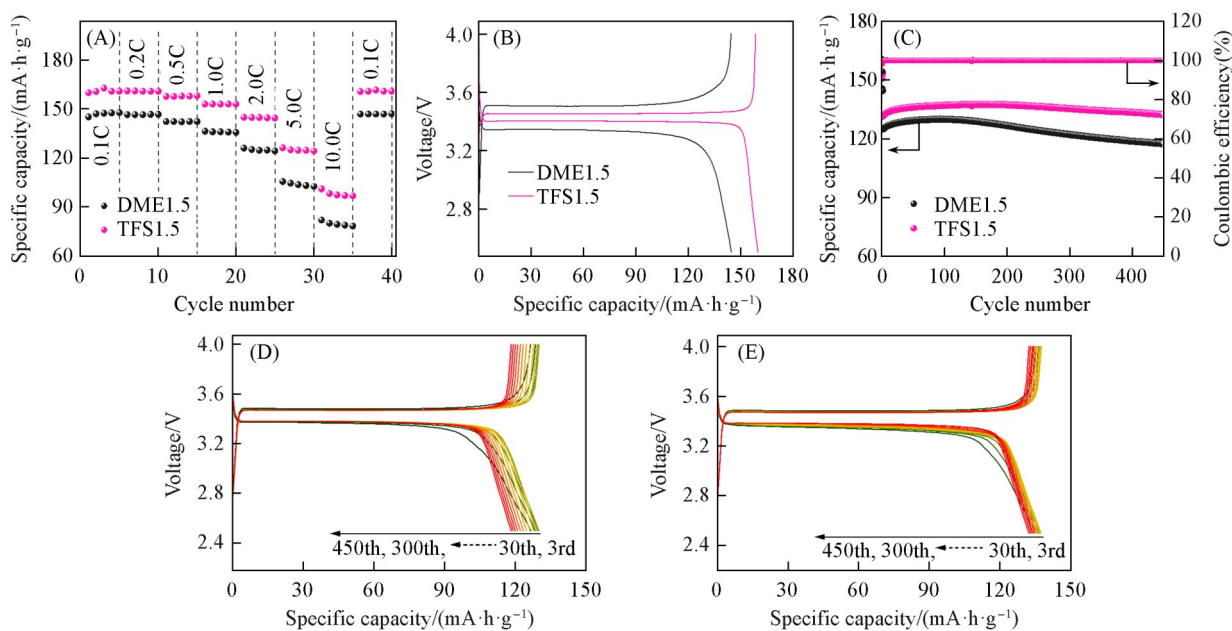 (A)
0.1C
0.2C
0.5C
1.0C
2.0C
5.0C
10.0C
0.1C
DME1.5
TFS1.5
180
150
120
90
60
0 10 20 30 40
Specific capacity/(mA·h·g⁻¹)
Cycle number
(B)
DME1.5
TFS1.5
4.0
3.6
3.2
2.8
0 30 60 90 120 150 180
Voltage/V
Specific capacity/(mA·h·g⁻¹)
(C)
DME1.5
TFS1.5
180
150
120
90
60
0 100 200 300 400
120
100
80
60
40
20
0
Specific capacity/(mA·h·g⁻¹)
Coulombic efficiency(%)
Cycle number
(D)
4.0
3.6
3.2
2.8
2.4
450th, 300th, 30th, 3rd
0 30 60 90 120 150
Voltage/V
Specific capacity/(mA·h·g⁻¹)
(E)
4.0
3.6
3.2
2.8
2.4
450th, 300th, 30th, 3rd
0 30 60 90 120 150
Voltage/V
Specific capacity/(mA·h·g⁻¹)